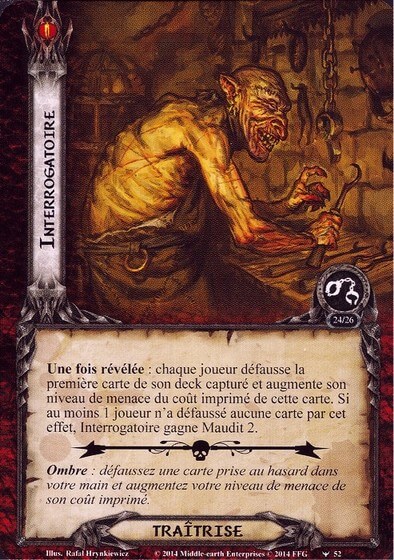 INTERROGATOIRE
24/26
Une fois révélée : chaque joueur défausse la
première carte de son deck capturé et augmente son
niveau de menace du coût imprimé de cette carte. Si
au moins 1 joueur n'a défaussé aucune carte par cet
effet, Interrogatoire gagne Maudit 2.
Ombre : défaussez une carte prise au hasard dans
votre main et augmentez votre niveau de menace de
son coût imprimé.
TRAÎTRISE
Illus. Rafał Hrynkiewicz © 2014 Middle-earth Enterprises © 2014 FFG 52